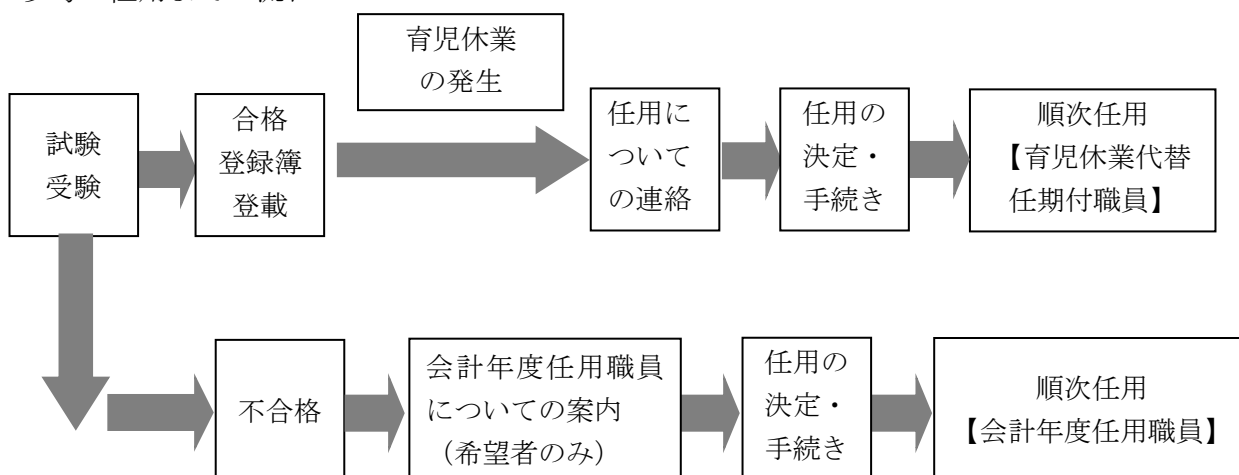 育児休業
の発生
試験
受験
合格
登録簿
登載
任用に
ついて
の連絡
任用の
決定・
手続き
順次任用
【育児休業代替
任期付職員】
不合格
会計年度任用職員
についての案内
（希望者のみ）
任用の
決定・
手続き
順次任用
【会計年度任用職員】